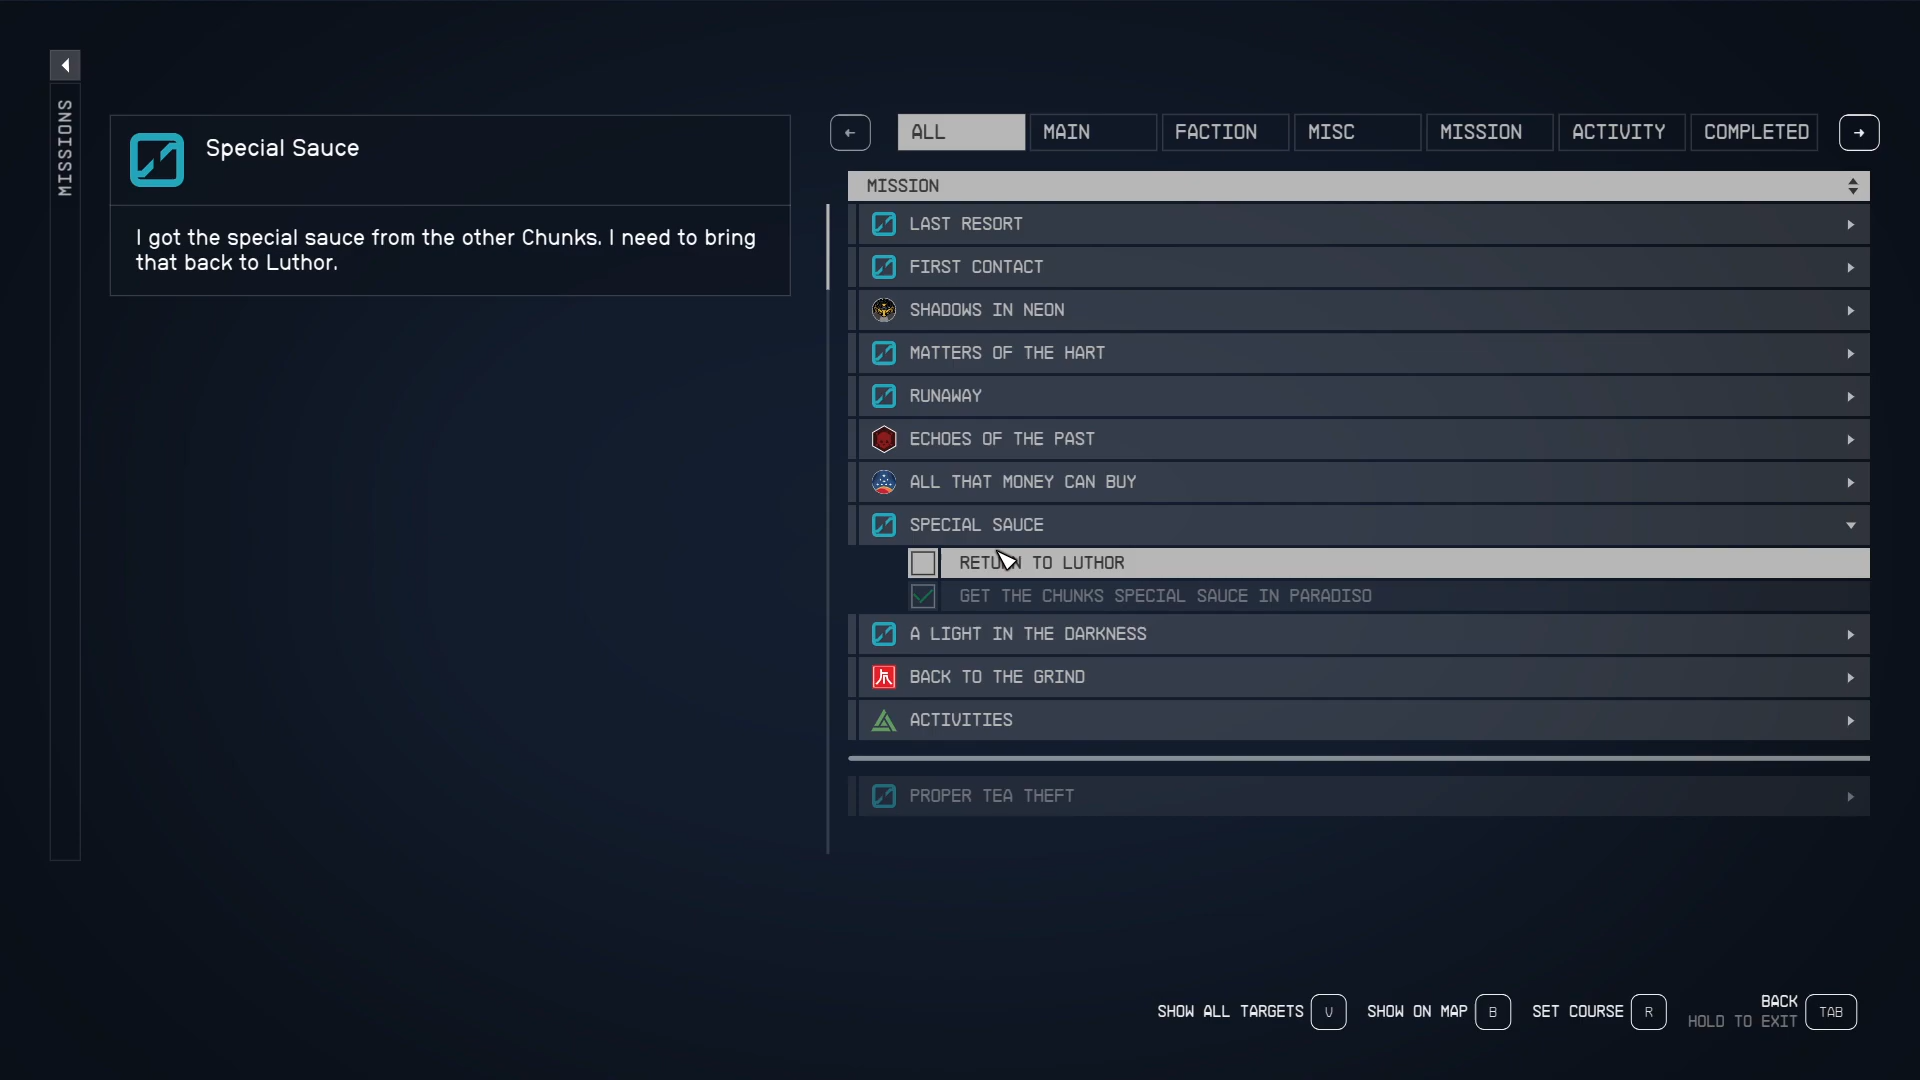 MISSIONS
Special Sauce
I got the special sauce from the other Chunks. I need to bring
that back to Luthor.
ALL
MAIN
FACTION
MISC
MISSION
ACTIVITY
COMPLETED
MISSION
LAST RESORT
FIRST CONTACT
SHADOWS IN NEON
MATTERS OF THE HART
RUNAWAY
ECHOES OF THE PAST
ALL THAT MONEY CAN BUY
SPECIAL SAUCE
RETURN TO LUTHOR
GET THE CHUNKS SPECIAL SAUCE IN PARADISO
A LIGHT IN THE DARKNESS
BACK TO THE GRIND
ACTIVITIES
PROPER TEA THEFT
SHOW ALL TARGETS V
SHOW ON MAP B
SET COURSE R
BACK
HOLD TO EXIT
TAB